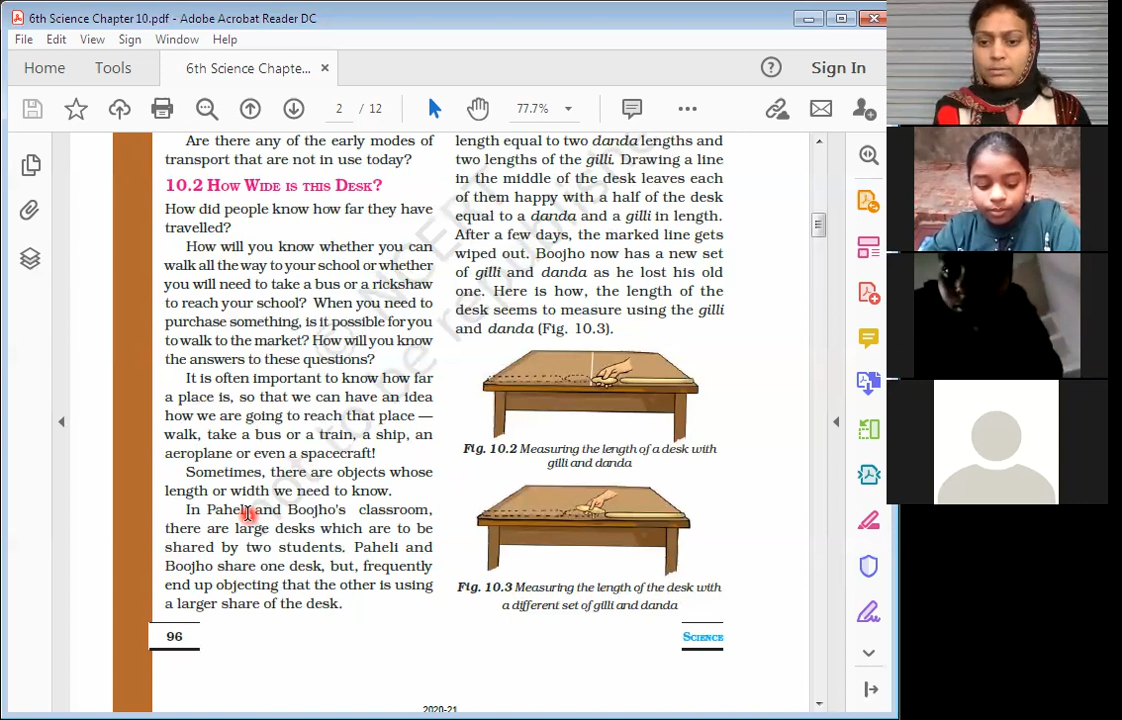 6th Science Chapter 10.pdf - Adobe Acrobat Reader DC
File Edit View Sign Window Help
Home Tools 6th Science Chapte... × Sign In
2 / 12 77.7%
Are there any of the early modes of
transport that are not in use today?
10.2 How Wide is this Desk?
How did people know how far they have
travelled?
How will you know whether you can
walk all the way to your school or whether
you will need to take a bus or a rickshaw
to reach your school? When you need to
purchase something, is it possible for you
to walk to the market? How will you know
the answers to these questions?
It is often important to know how far
a place is, so that we can have an idea
how we are going to reach that place —
walk, take a bus or a train, a ship, an
aeroplane or even a spacecraft!
Sometimes, there are objects whose
length or width we need to know.
In Paheli and Boojho's classroom,
there are large desks which are to be
shared by two students. Paheli and
Boojho share one desk, but, frequently
end up objecting that the other is using
a larger share of the desk.
length equal to two danda lengths and
two lengths of the gilli. Drawing a line
in the middle of the desk leaves each
of them happy with a half of the desk
equal to a danda and a gilli in length.
After a few days, the marked line gets
wiped out. Boojho now has a new set
of gilli and danda as he lost his old
one. Here is how, the length of the
desk seems to measure using the gilli
and danda (Fig. 10.3).
Fig. 10.2 Measuring the length of a desk with
gilli and danda
Fig. 10.3 Measuring the length of the desk with
a different set of gilli and danda
96
Science
2020-21
© NCERT
not to be republished